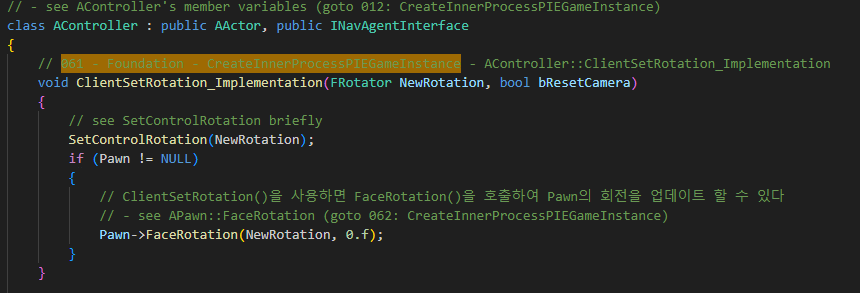 // - see AController's member variables (goto 012: CreateInnerProcessPIEGameInstance)
class AController : public AActor, public INavAgentInterface
{
// 061 - Foundation - CreateInnerProcessPIEGameInstance - AController::ClientSetRotation_Implementation
void ClientSetRotation_Implementation(FRotator NewRotation, bool bResetCamera)
{
// see SetControlRotation briefly
SetControlRotation(NewRotation);
if (Pawn != NULL)
{
// ClientSetRotation()을 사용하면 FaceRotation()을 호출하여 Pawn의 회전을 업데이트 할 수 있다
// - see APawn::FaceRotation (goto 062: CreateInnerProcessPIEGameInstance)
Pawn->FaceRotation(NewRotation, 0.f);
}
}